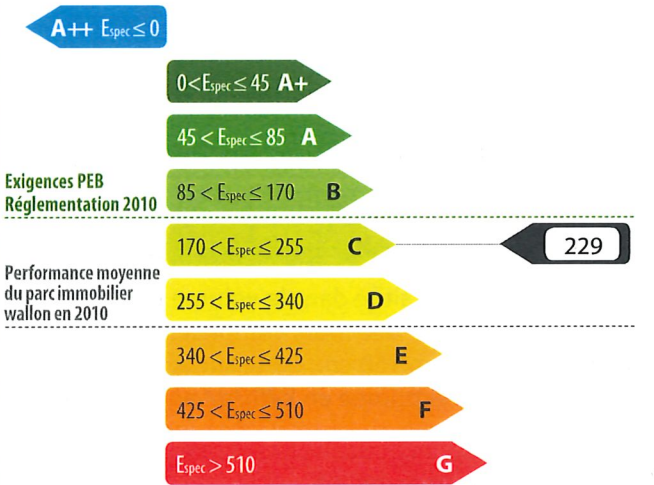 A++ Espec ≤ 0
0 < Espec ≤ 45 A+
45 < Espec ≤ 85 A
Exigences PEB
Réglementation 2010
85 < Espec ≤ 170 B
170 < Espec ≤ 255 C
229
Performance moyenne
du parc immobilier
wallon en 2010
255 < Espec ≤ 340 D
340 < Espec ≤ 425 E
425 < Espec ≤ 510 F
Espec > 510 G